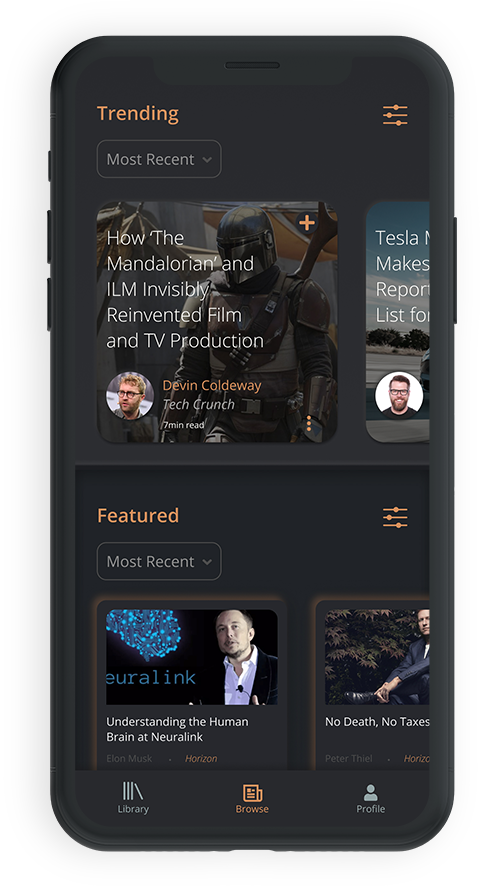 Trending
Most Recent
How ‘The
Mandalorian’ and
ILM Invisibly
Reinvented Film
and TV Production
Devin Coldeway
Tech Crunch
7min read
Tesla
Makes
Repor
List for
Featured
Most Recent
euralink
Understanding the Human
Brain at Neuralink
Elon Musk • Horizon
No Death, No Taxes
Peter Thiel • Horizo
Library
Browse
Profile